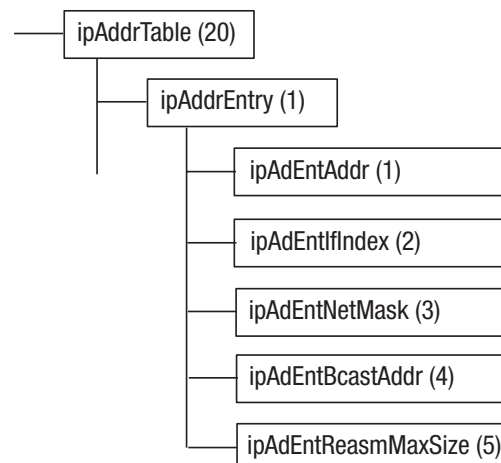 ipAddrTable (20)
ipAddrEntry (1)
ipAdEntAddr (1)
ipAdEntIfIndex (2)
ipAdEntNetMask (3)
ipAdEntBcastAddr (4)
ipAdEntReasmMaxSize (5)